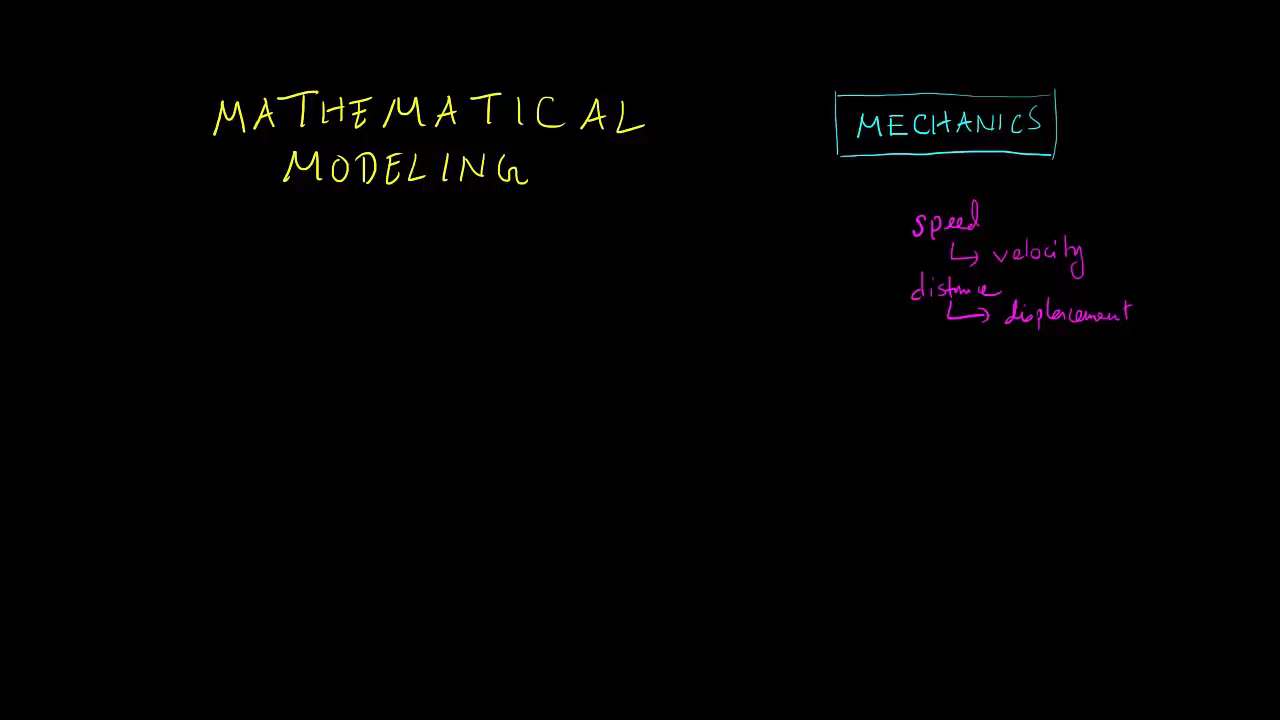 MATHEMATICAL
MODELING
MECHANICS
speed
velocity
distance
displacement